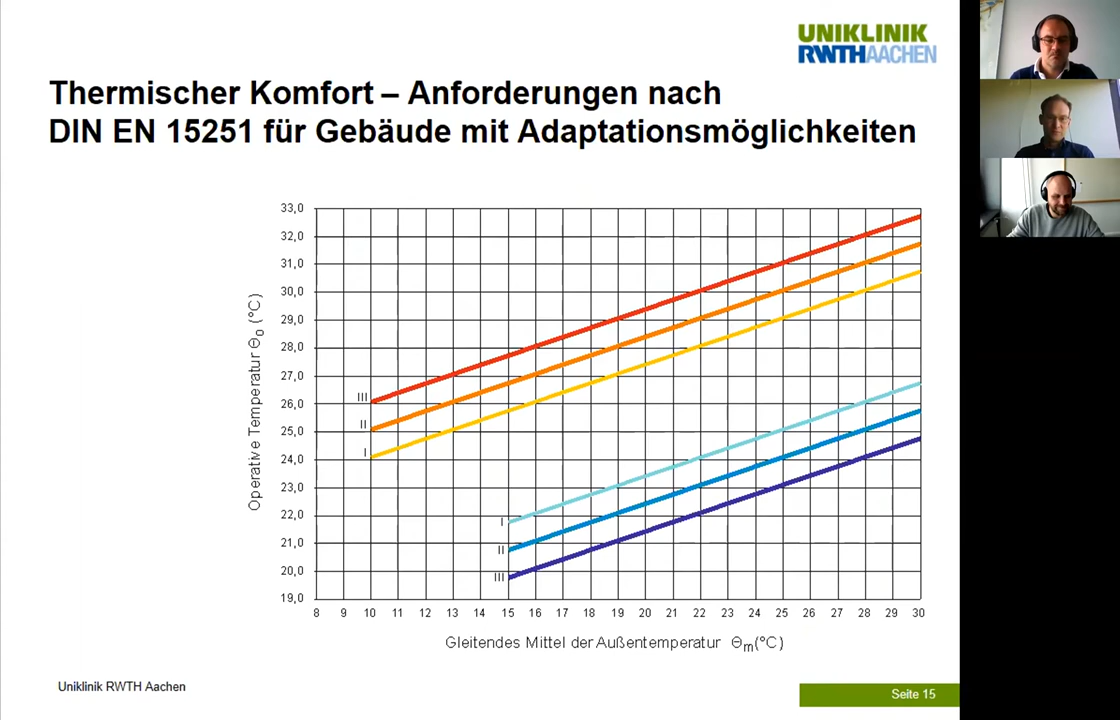 UNIKLINIK
RWTHAACHEN
Thermischer Komfort – Anforderungen nach
DIN EN 15251 für Gebäude mit Adaptationsmöglichkeiten
33,0
32,0
31,0
30,0
29,0
28,0
27,0
26,0
25,0
24,0
23,0
22,0
21,0
20,0
19,0
Operative Temperatur Θo (°C)
III
II
I
I
II
III
8 9 10 11 12 13 14 15 16 17 18 19 20 21 22 23 24 25 26 27 28 29 30
Gleitendes Mittel der Außentemperatur Θm(°C)
Uniklinik RWTH Aachen
Seite 15